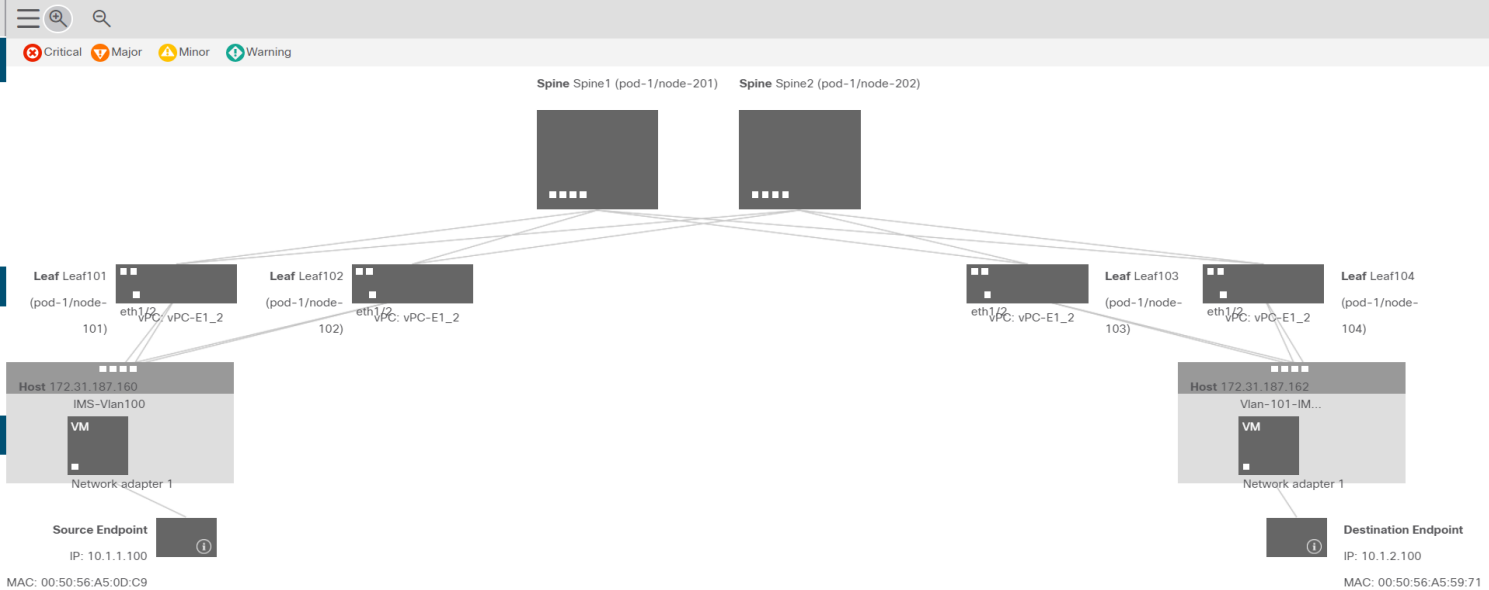 Critical Major Minor Warning
Spine Spine1 (pod-1/node-201)
Spine Spine2 (pod-1/node-202)
Leaf Leaf101
(pod-1/node-
101)
eth1/2
vPC: vPC-E1_2
Leaf Leaf102
(pod-1/node-
102)
eth1/2
vPC: vPC-E1_2
eth1/2
vPC: vPC-E1_2
Leaf Leaf103
(pod-1/node-
103)
eth1/2
vPC: vPC-E1_2
Leaf Leaf104
(pod-1/node-
104)
Host 172.31.187.160
IMS-Vlan100
VM
Network adapter 1
Host 172.31.187.162
Vlan-101-IM...
VM
Network adapter 1
Source Endpoint
IP: 10.1.1.100
MAC: 00:50:56:A5:0D:C9
Destination Endpoint
IP: 10.1.2.100
MAC: 00:50:56:A5:59:71